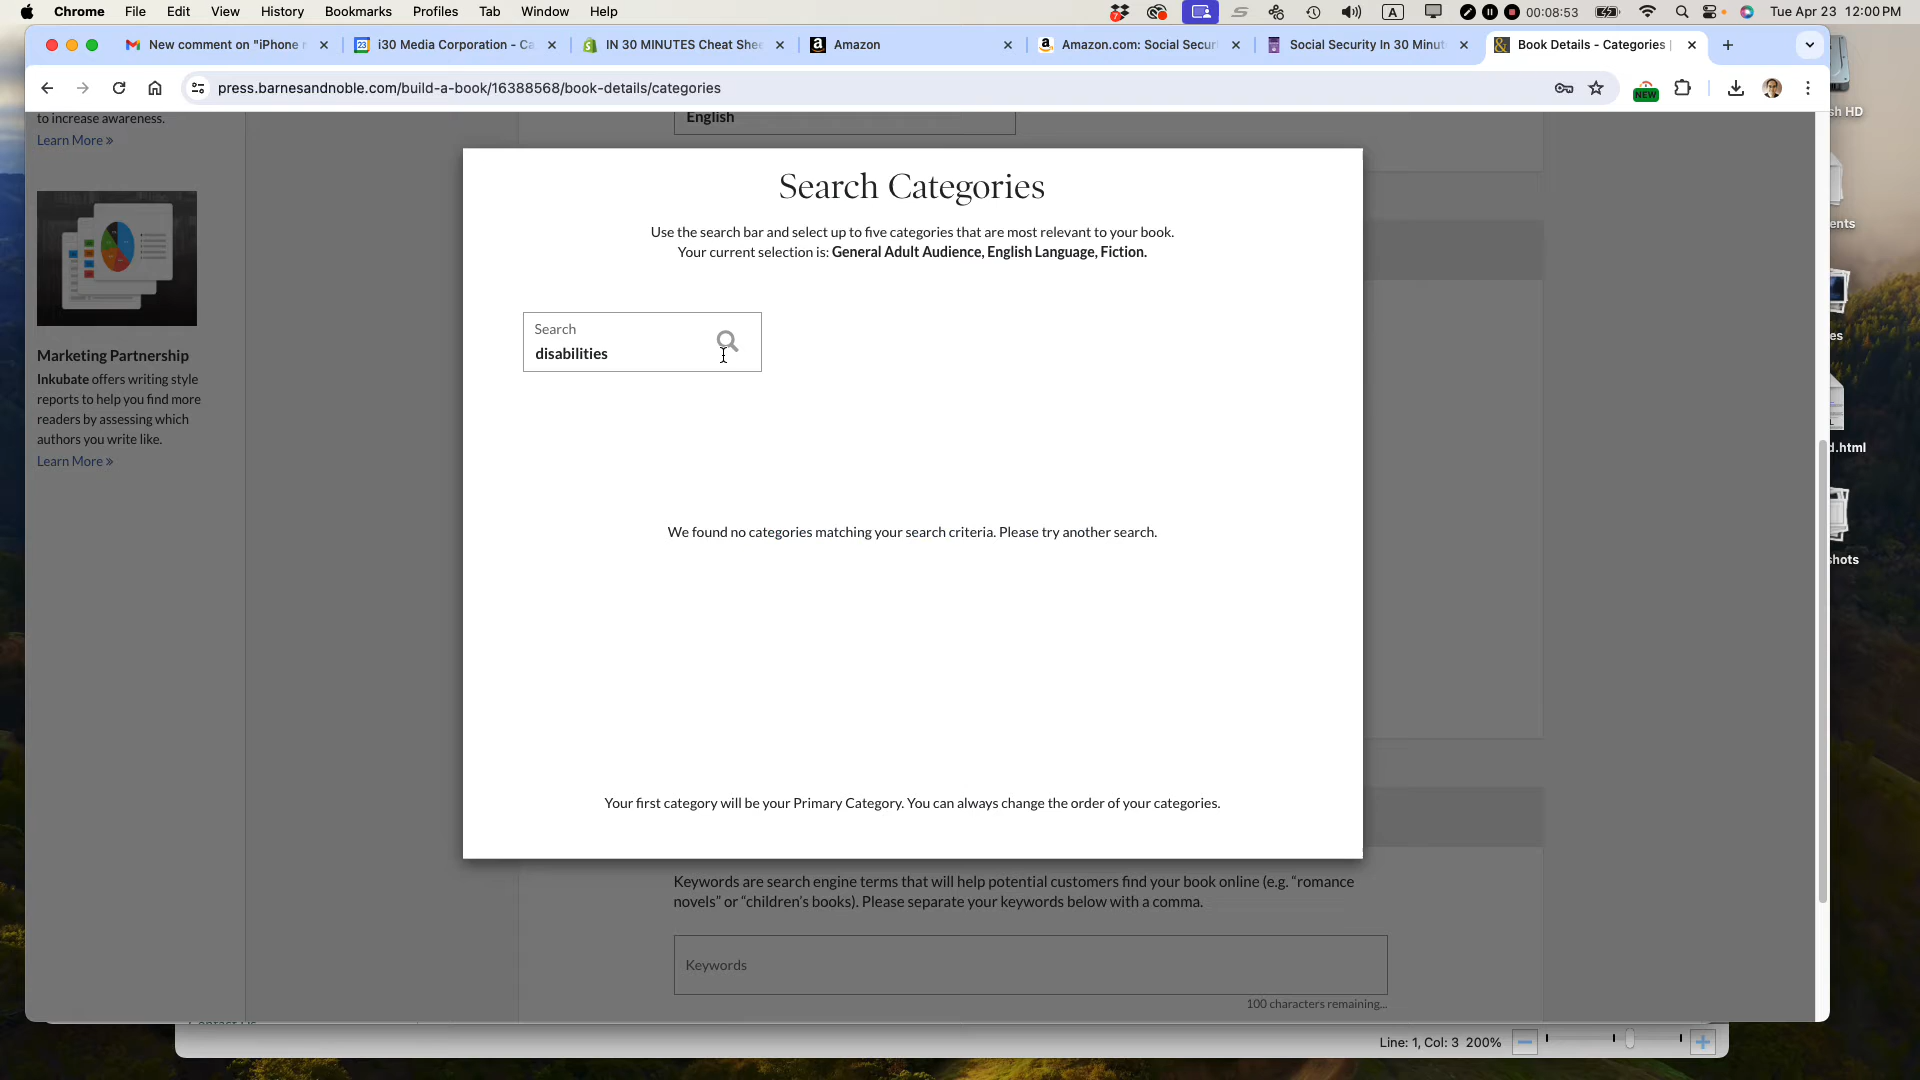 Chrome File Edit View History Bookmarks Profiles Tab Window Help 7 A 00:08:53 Tue Apr 23 12:00 PM
New comment on "iPhone 23 i30 Media Corporation - Ca IN 30 MINUTES Cheat Shee Amazon Amazon.com: Social Secur Social Security In 30 Minut Book Details - Categories |
press.barnesandnoble.com/build-a-book/16388568/book-details/categories NEW
sh HD
to increase awareness.
Learn More »
English
Search Categories
Use the search bar and select up to five categories that are most relevant to your book.
Your current selection is: General Adult Audience, English Language, Fiction.
Search
disabilities
Marketing Partnership
Inkubate offers writing style
reports to help you find more
readers by assessing which
authors you write like.
Learn More »
ents
es
d.html
shots
We found no categories matching your search criteria. Please try another search.
Your first category will be your Primary Category. You can always change the order of your categories.
Keywords are search engine terms that will help potential customers find your book online (e.g. “romance
novels” or “children’s books). Please separate your keywords below with a comma.
Keywords
100 characters remaining...
Line: 1, Col: 3 200%